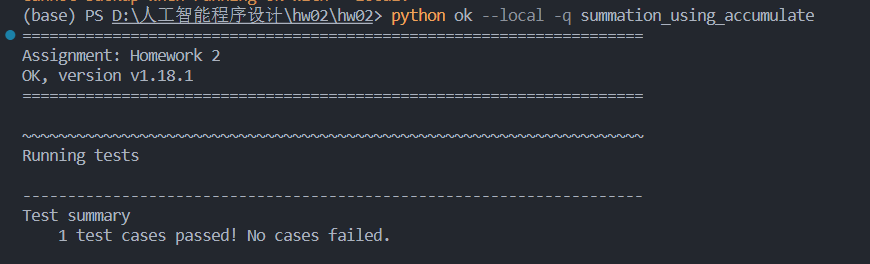 (base) PS D:\人工智能程序设计\hw02\hw02> python ok --local -q summation_using_accumulate
=====================================================================
Assignment: Homework 2
OK, version v1.18.1
=====================================================================
~~~~~~~~~~~~~~~~~~~~~~~~~~~~~~~~~~~~~~~~~~~~~~~~~~~~~~~~~~~~~~~~~~~~~
Running tests
---------------------------------------------------------------------
Test summary
    1 test cases passed! No cases failed.